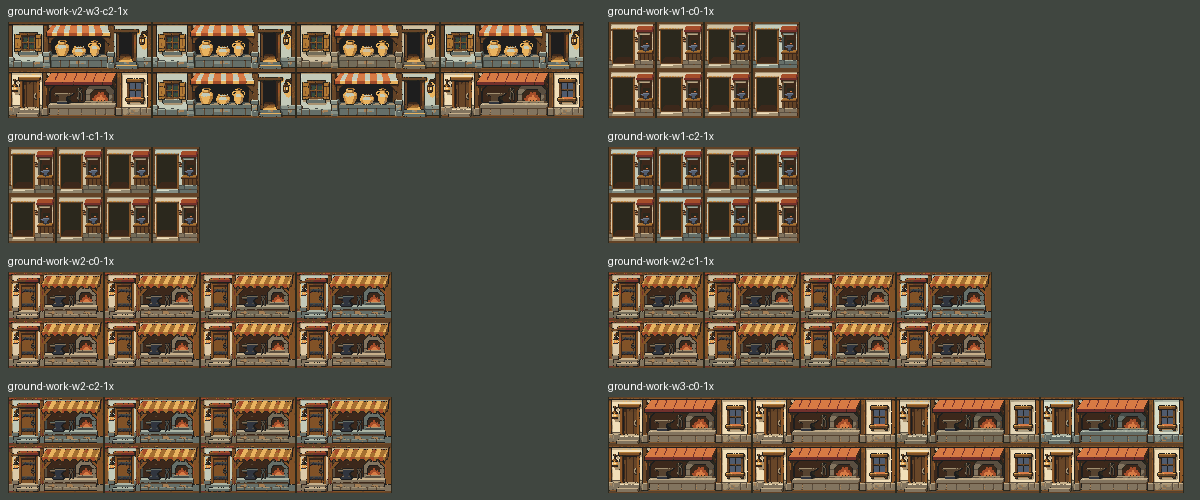 ground-work-v2-w3-c2-1x
ground-work-w1-c0-1x
ground-work-w1-c1-1x
ground-work-w1-c2-1x
ground-work-w2-c0-1x
ground-work-w2-c1-1x
ground-work-w2-c2-1x
ground-work-w3-c0-1x